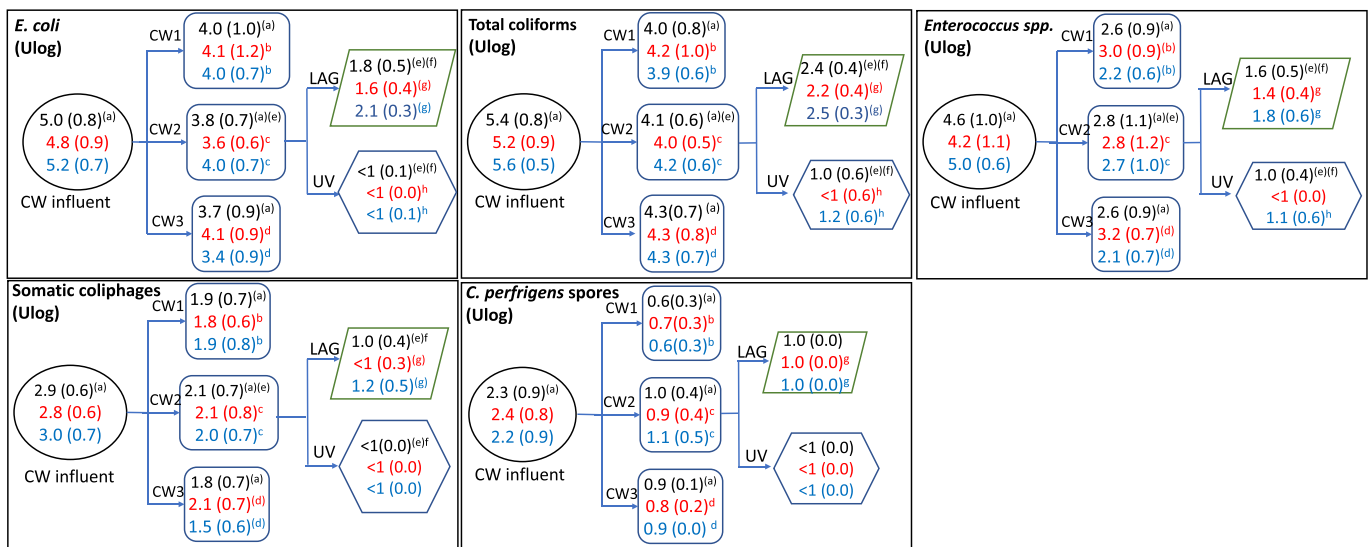 E. coli
(Ulog)
CW1
4.0 (1.0)(a)
4.1 (1.2)b
4.0 (0.7)b
5.0 (0.8)(a)
4.8 (0.9)
5.2 (0.7)
CW influent
CW2
3.8 (0.7)(a)(e)
3.6 (0.6)c
4.0 (0.7)c
CW3
3.7 (0.9)(a)
4.1 (0.9)d
3.4 (0.9)d
LAG
1.8 (0.5)(e)(f)
1.6 (0.4)(g)
2.1 (0.3)(g)
UV
<1 (0.1)(e)(f)
<1 (0.0)h
<1 (0.1)h
Total coliforms
(Ulog)
CW1
4.0 (0.8)(a)
4.2 (1.0)b
3.9 (0.6)b
5.4 (0.8)(a)
5.2 (0.9)
5.6 (0.5)
CW influent
CW2
4.1 (0.6)(a)(e)
4.0 (0.5)c
4.2 (0.6)c
CW3
4.3(0.7)(a)
4.3 (0.8)d
4.3 (0.7)d
LAG
2.4 (0.4)(e)(f)
2.2 (0.4)(g)
2.5 (0.3)(g)
UV
1.0 (0.6)(e)(f)
<1 (0.6)h
1.2 (0.6)h
Enterococcus spp.
(Ulog)
CW1
2.6 (0.9)(a)
3.0 (0.9)(b)
2.2 (0.6)(b)
4.6 (1.0)(a)
4.2 (1.1)
5.0 (0.6)
CW influent
CW2
2.8 (1.1)(a)(e)
2.8 (1.2)c
2.7 (1.0)c
CW3
2.6 (0.9)(a)
3.2 (0.7)(d)
2.1 (0.7)(d)
LAG
1.6 (0.5)(e)(f)
1.4 (0.4)g
1.8 (0.6)g
UV
1.0 (0.4)(e)(f)
<1 (0.0)
1.1 (0.6)h
Somatic coliphages
(Ulog)
CW1
1.9 (0.7)(a)
1.8 (0.6)b
1.9 (0.8)b
2.9 (0.6)(a)
2.8 (0.6)
3.0 (0.7)
CW influent
CW2
2.1 (0.7)(a)(e)
2.1 (0.8)c
2.0 (0.7)c
CW3
1.8 (0.7)(a)
2.1 (0.7)(d)
1.5 (0.6)(d)
LAG
1.0 (0.4)(e)f
<1 (0.3)(g)
1.2 (0.5)(g)
UV
<1(0.0)(e)f
<1 (0.0)
<1 (0.0)
C. perfrigens spores
(Ulog)
CW1
0.6(0.3)(a)
0.7(0.3)b
0.6(0.3)b
2.3 (0.9)(a)
2.4 (0.8)
2.2 (0.9)
CW influent
CW2
1.0 (0.4)(a)
0.9 (0.4)c
1.1 (0.5)c
CW3
0.9 (0.1)(a)
0.8 (0.2)d
0.9 (0.0) d
LAG
1.0 (0.0)
1.0 (0.0)g
1.0 (0.0)g
UV
<1 (0.0)
<1 (0.0)
<1 (0.0)